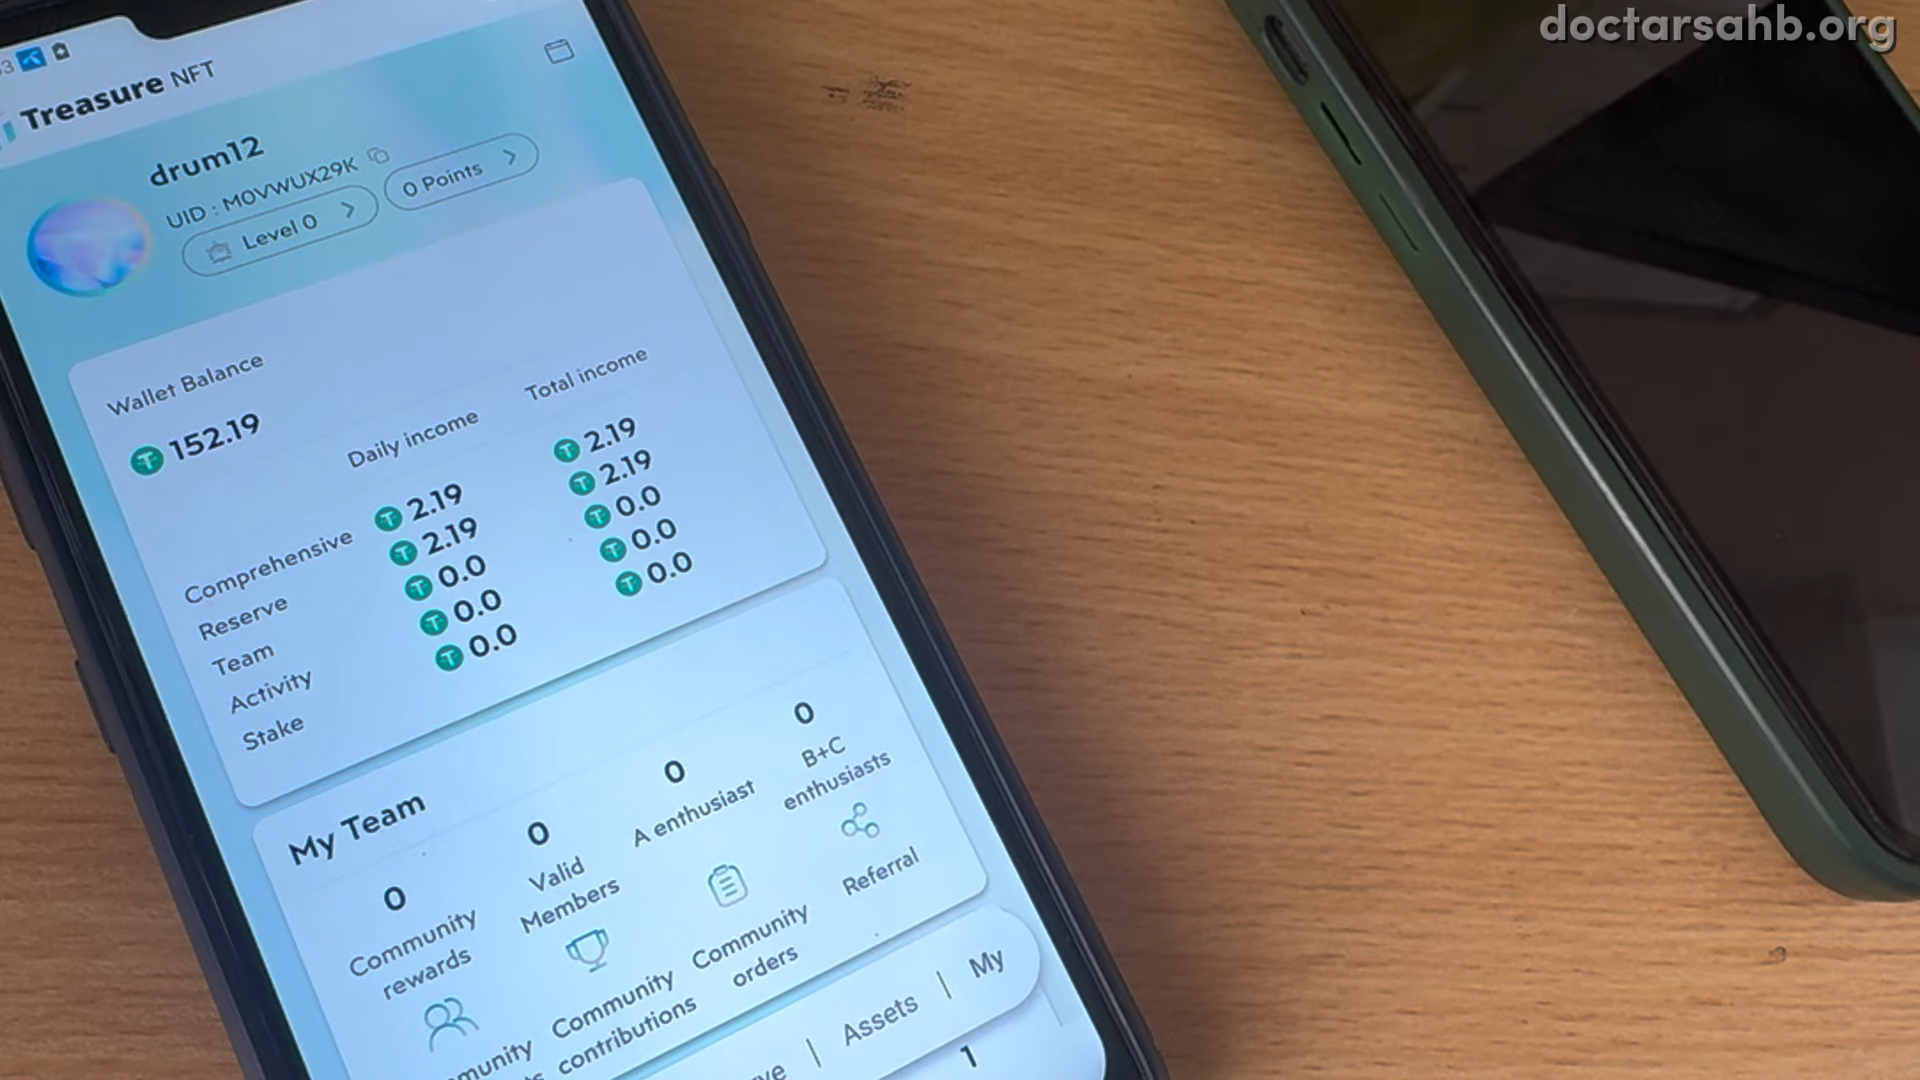 doctarsahb.org
Treasure NFT
drum12
UID : M0VWUX29K
Level 0
0 Points
Wallet Balance
152.19
Daily income
Total income
Comprehensive 2.19 2.19
Reserve 2.19 2.19
Team 0.0 0.0
Activity 0.0 0.0
Stake 0.0 0.0
My Team
0
Community rewards
0
Valid Members
0
A enthusiast
0
B+C enthusiasts
Community contributions
Community orders
Referral
Assets | My
1